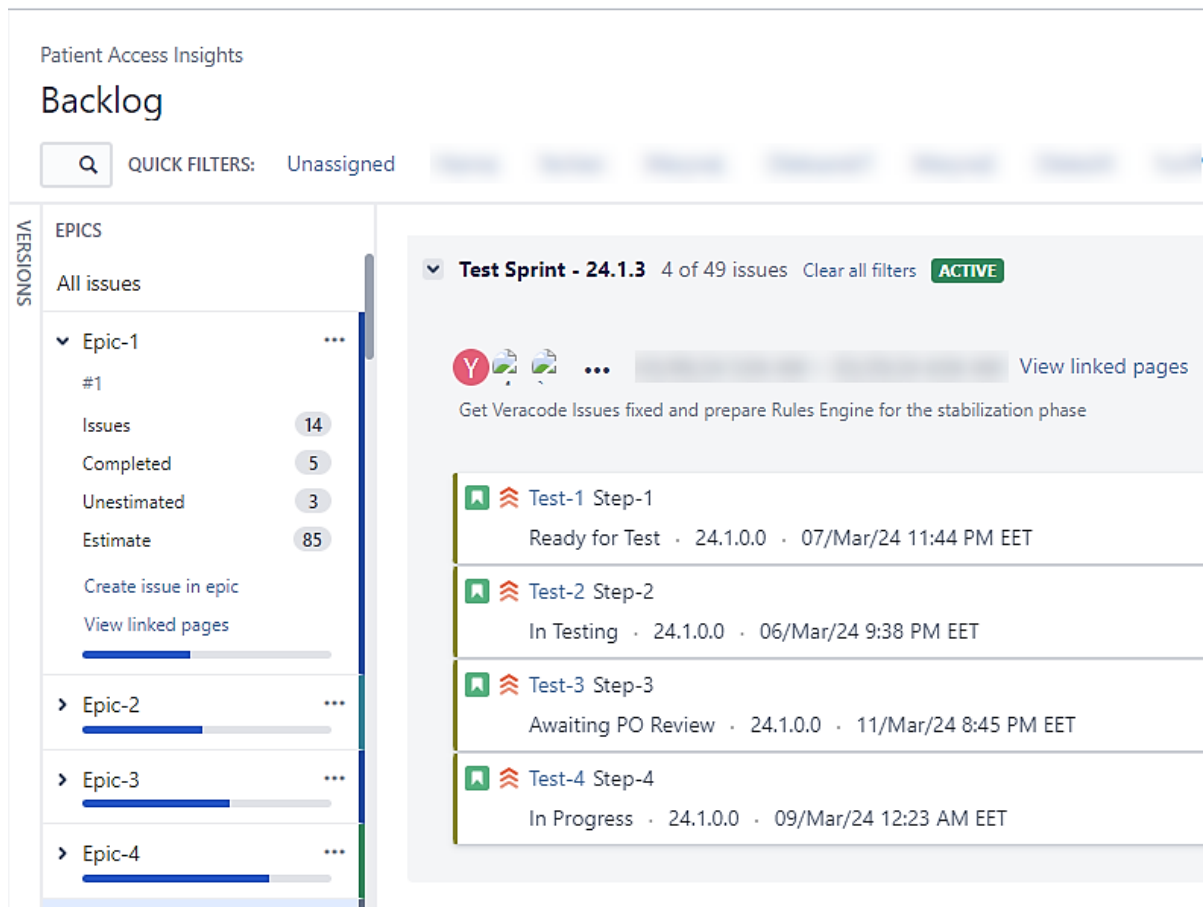 Patient Access Insights
Backlog
QUICK FILTERS: Unassigned
VERSIONS
EPICS
All issues
Epic-1
#1
Issues 14
Completed 5
Unestimated 3
Estimate 85
Create issue in epic
View linked pages
Epic-2
Epic-3
Epic-4
Test Sprint - 24.1.3 4 of 49 issues Clear all filters ACTIVE
Y ••• View linked pages
Get Veracode Issues fixed and prepare Rules Engine for the stabilization phase
Test-1 Step-1
Ready for Test · 24.1.0.0 · 07/Mar/24 11:44 PM EET
Test-2 Step-2
In Testing · 24.1.0.0 · 06/Mar/24 9:38 PM EET
Test-3 Step-3
Awaiting PO Review · 24.1.0.0 · 11/Mar/24 8:45 PM EET
Test-4 Step-4
In Progress · 24.1.0.0 · 09/Mar/24 12:23 AM EET